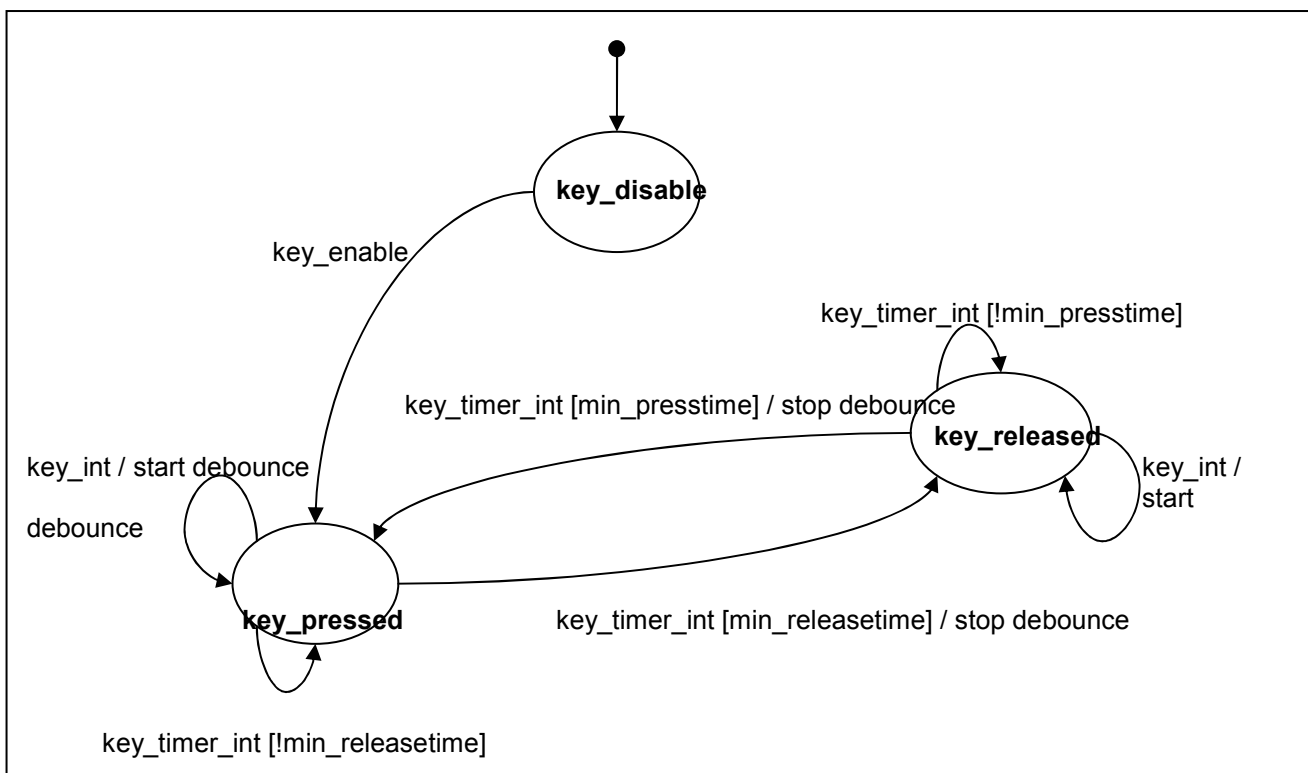 key_disable
key_enable
key_timer_int [!min_presstime]
key_timer_int [min_presstime] / stop debounce
key_released
key_int / start debounce
key_int /
start
debounce
key_pressed
key_timer_int [min_releasetime] / stop debounce
key_timer_int [!min_releasetime]